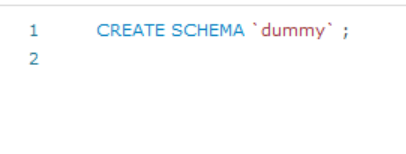 1 CREATE SCHEMA `dummy` ;
2